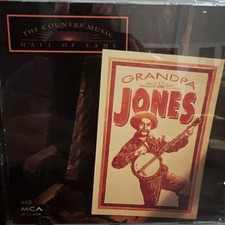 THE COUNTRY MUSIC
HALL OF FAME
GRANDPA
JONES
MCA